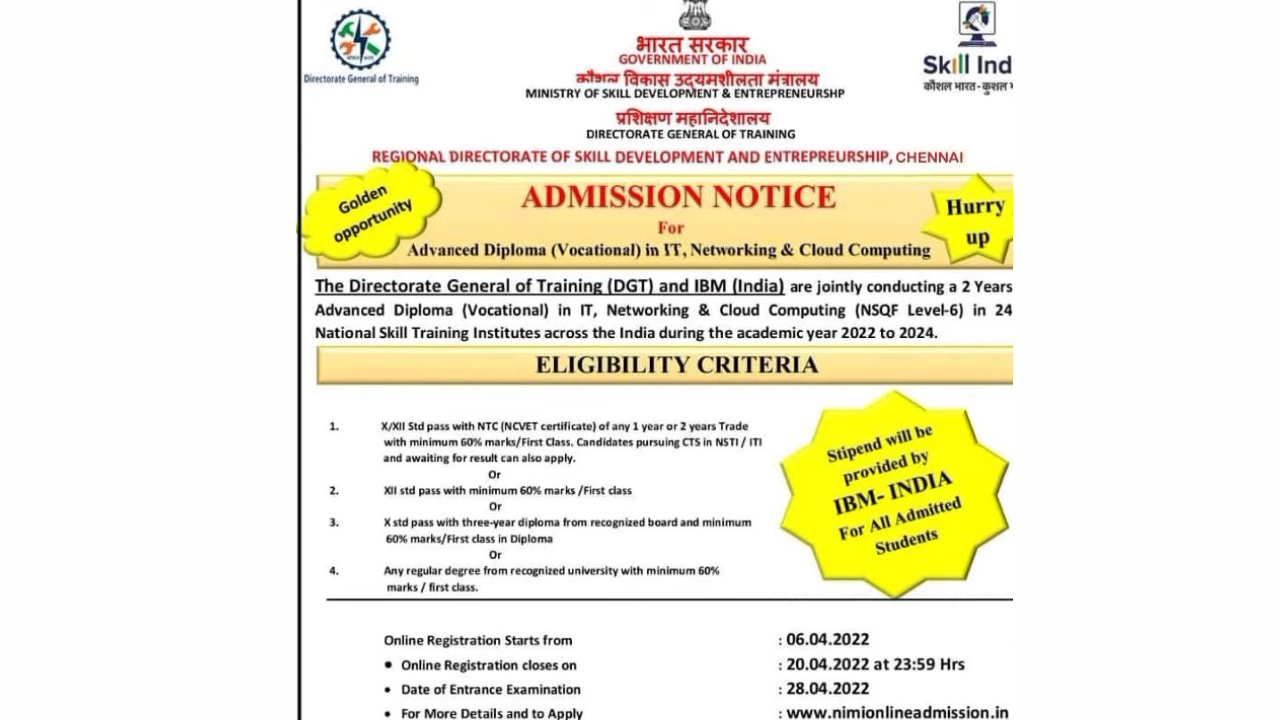 Directorate General of Training
भारत सरकार
GOVERNMENT OF INDIA
कौशल विकास उद्यमशीलता मंत्रालय
MINISTRY OF SKILL DEVELOPMENT & ENTREPRENEURSHP
प्रशिक्षण महानिदेशालय
DIRECTORATE GENERAL OF TRAINING
Skill Ind
कौशल भारत-कुशल
REGIONAL DIRECTORATE OF SKILL DEVELOPMENT AND ENTREPREURSHIP, CHENNAI
Golden
opportunity
ADMISSION NOTICE
For
Advanced Diploma (Vocational) in IT, Networking & Cloud Computing
Hurry
up
The Directorate General of Training (DGT) and IBM (India) are jointly conducting a 2 Years
Advanced Diploma (Vocational) in IT, Networking & Cloud Computing (NSQF Level-6) in 24
National Skill Training Institutes across the India during the academic year 2022 to 2024.
ELIGIBILITY CRITERIA
1. X/XII Std pass with NTC (NCVET certificate) of any 1 year or 2 years Trade
with minimum 60% marks/First Class. Candidates pursuing CTS in NSTI / ITI
and awaiting for result can also apply.
Or
2. XII std pass with minimum 60% marks /First class
Or
3. X std pass with three-year diploma from recognized board and minimum
60% marks/First class in Diploma
Or
4. Any regular degree from recognized university with minimum 60%
marks / first class.
Stipend will be
provided by
IBM- INDIA
For All Admitted
Students
Online Registration Starts from : 06.04.2022
• Online Registration closes on : 20.04.2022 at 23:59 Hrs
• Date of Entrance Examination : 28.04.2022
• For More Details and to Apply : www.nimionlineadmission.in